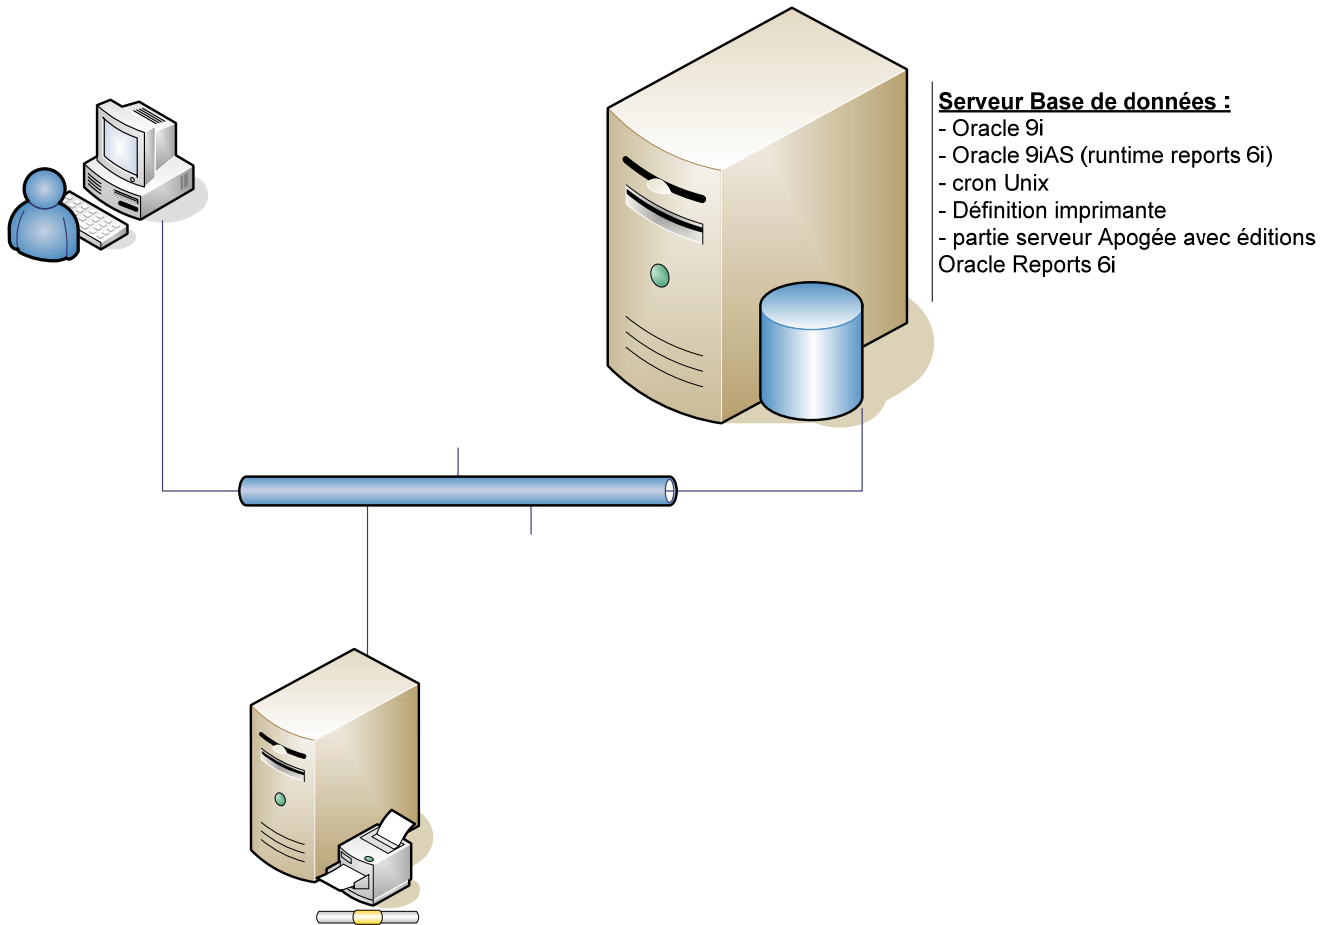 Serveur Base de données :
- Oracle 9i
- Oracle 9iAS (runtime reports 6i)
- cron Unix
- Définition imprimante
- partie serveur Apogée avec éditions
Oracle Reports 6i